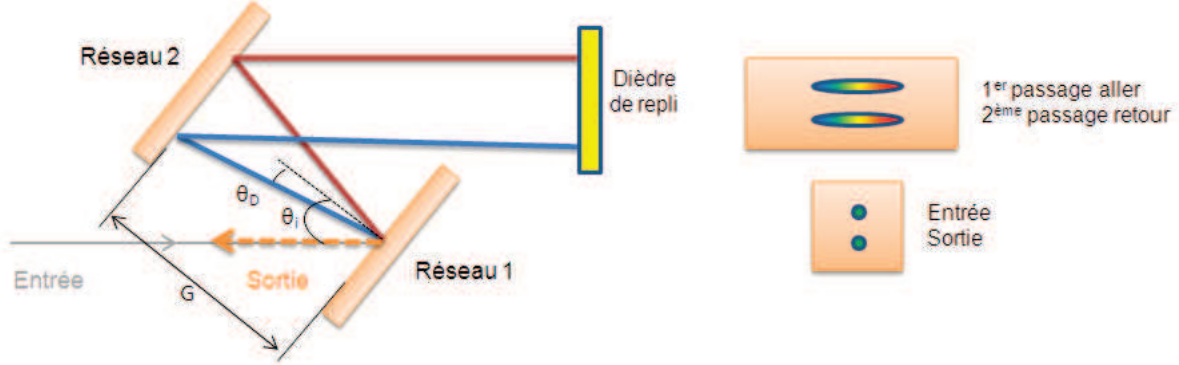 Réseau 2
Dièdre
de repli
1er passage aller
2ème passage retour
θD
θi
Entrée
Sortie
Réseau 1
G
Entrée
Sortie